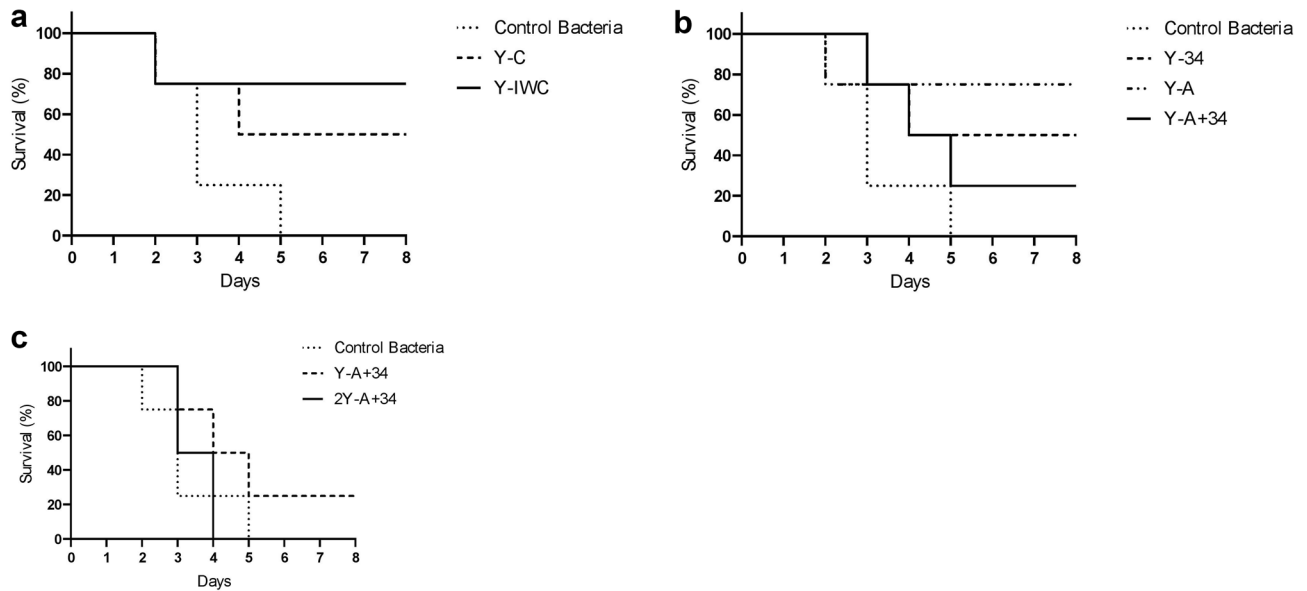 a
Survival (%)
100
80
60
40
20
0
0 1 2 3 4 5 6 7 8
Days
Control Bacteria
Y-C
Y-IWC
b
Survival (%)
100
80
60
40
20
0
0 1 2 3 4 5 6 7 8
Days
Control Bacteria
Y-34
Y-A
Y-A+34
c
Survival (%)
100
80
60
40
20
0
0 1 2 3 4 5 6 7 8
Days
Control Bacteria
Y-A+34
2Y-A+34